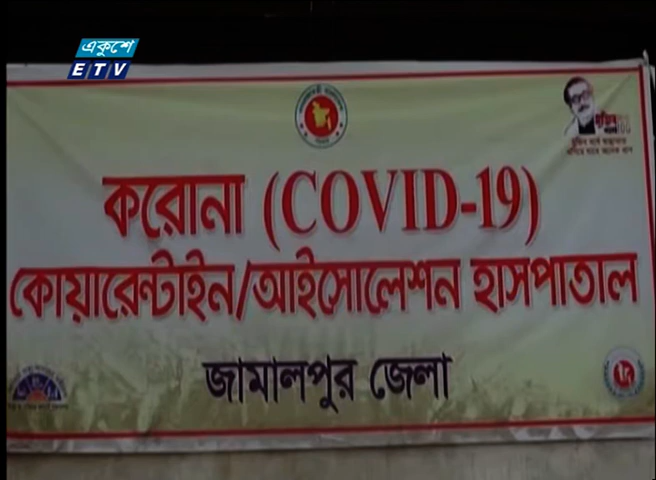 একুশে
ETV
করোনা (COVID-19)
কোয়ারেন্টাইন/আইসোলেশন হাসপাতাল
জামালপুর জেলা